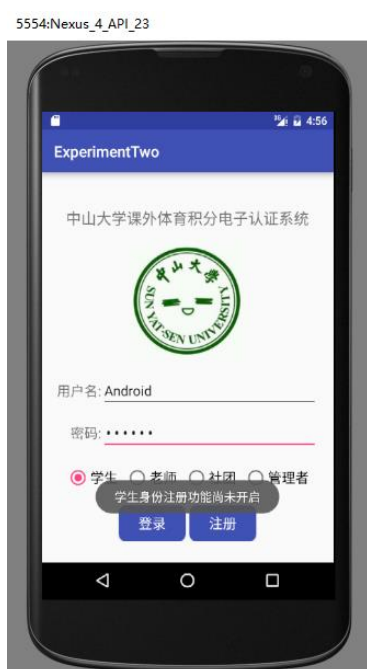 5554:Nexus_4_API_23
3G 4:56
ExperimentTwo
中山大学课外体育积分电子认证系统
中山大学
SUN YAT-SEN UNIVERSITY
用户名: Android
密码: ••••••
学生 老师 社团 管理者
学生身份注册功能尚未开启
登录 注册